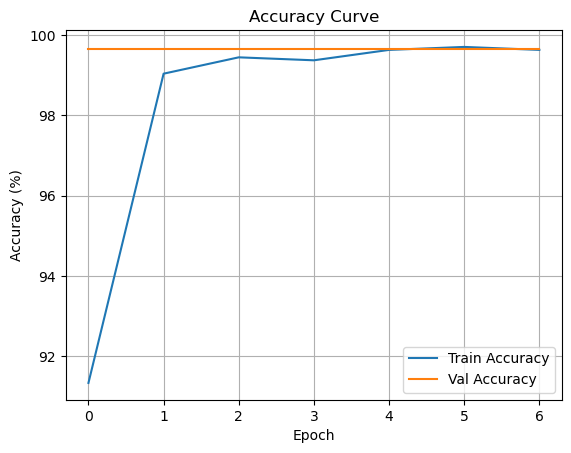 Accuracy Curve
Accuracy (%)
100
98
96
94
92
0 1 2 3 4 5 6
Epoch
Train Accuracy
Val Accuracy